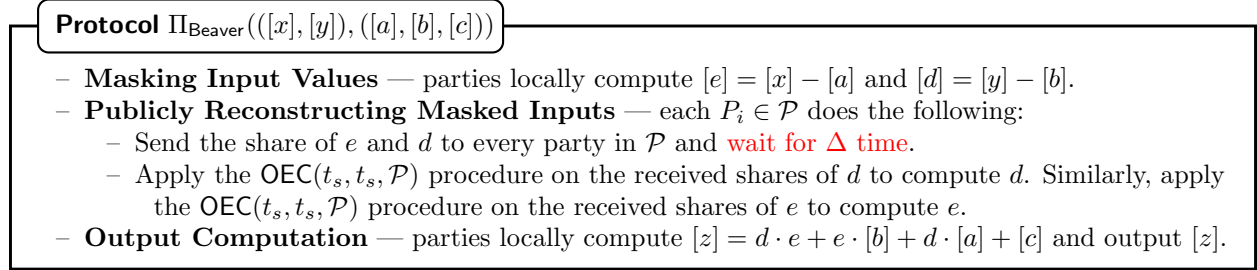 Protocol Π_Beaver(([x], [y]), ([a], [b], [c]))
– Masking Input Values — parties locally compute [e] = [x] − [a] and [d] = [y] − [b].
– Publicly Reconstructing Masked Inputs — each P_i ∈ 𝒫 does the following:
– Send the share of e and d to every party in 𝒫 and wait for Δ time.
– Apply the OEC(t_s, t_s, 𝒫) procedure on the received shares of d to compute d. Similarly, apply
the OEC(t_s, t_s, 𝒫) procedure on the received shares of e to compute e.
– Output Computation — parties locally compute [z] = d · e + e · [b] + d · [a] + [c] and output [z].